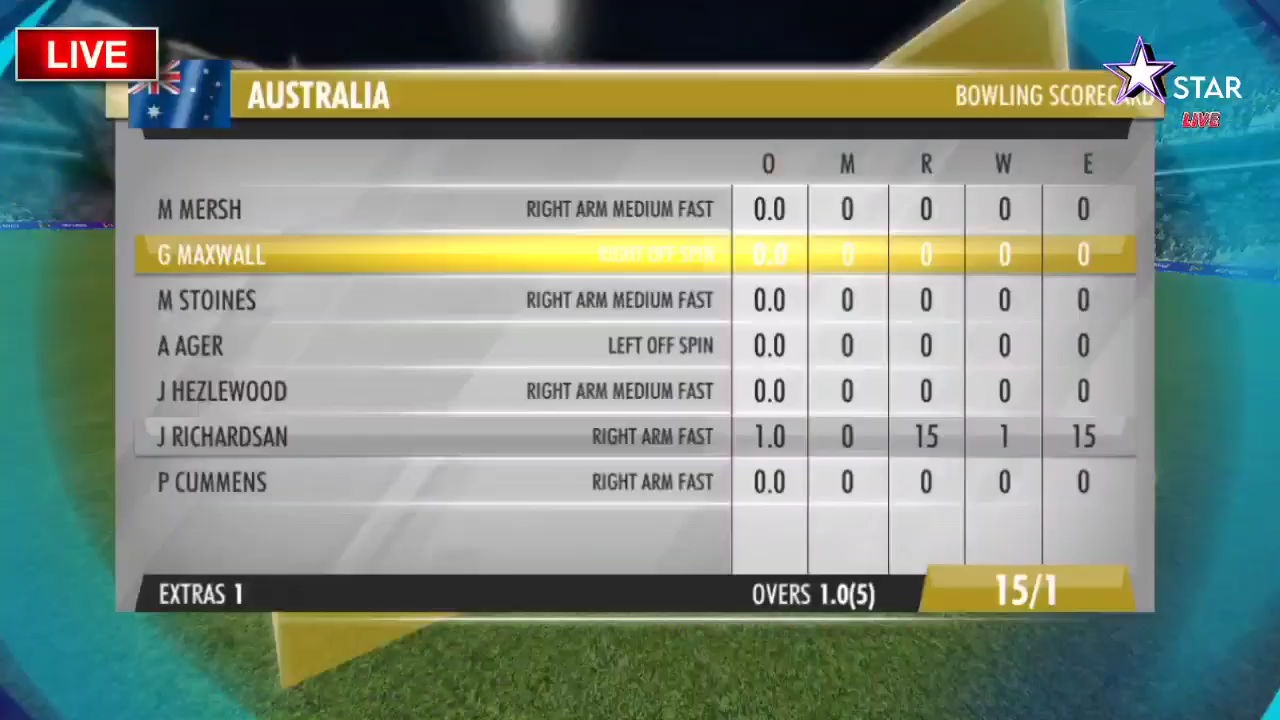 LIVE
STAR
LIVE
AUSTRALIA BOWLING SCORECARD
O M R W E
M MERSH RIGHT ARM MEDIUM FAST 0.0 0 0 0 0
G MAXWALL RIGHT OFF SPIN 0.0 0 0 0 0
M STOINES RIGHT ARM MEDIUM FAST 0.0 0 0 0 0
A AGER LEFT OFF SPIN 0.0 0 0 0 0
J HEZLEWOOD RIGHT ARM MEDIUM FAST 0.0 0 0 0 0
J RICHARDSAN RIGHT ARM FAST 1.0 0 15 1 15
P CUMMENS RIGHT ARM FAST 0.0 0 0 0 0
EXTRAS 1 OVERS 1.0(5) 15/1